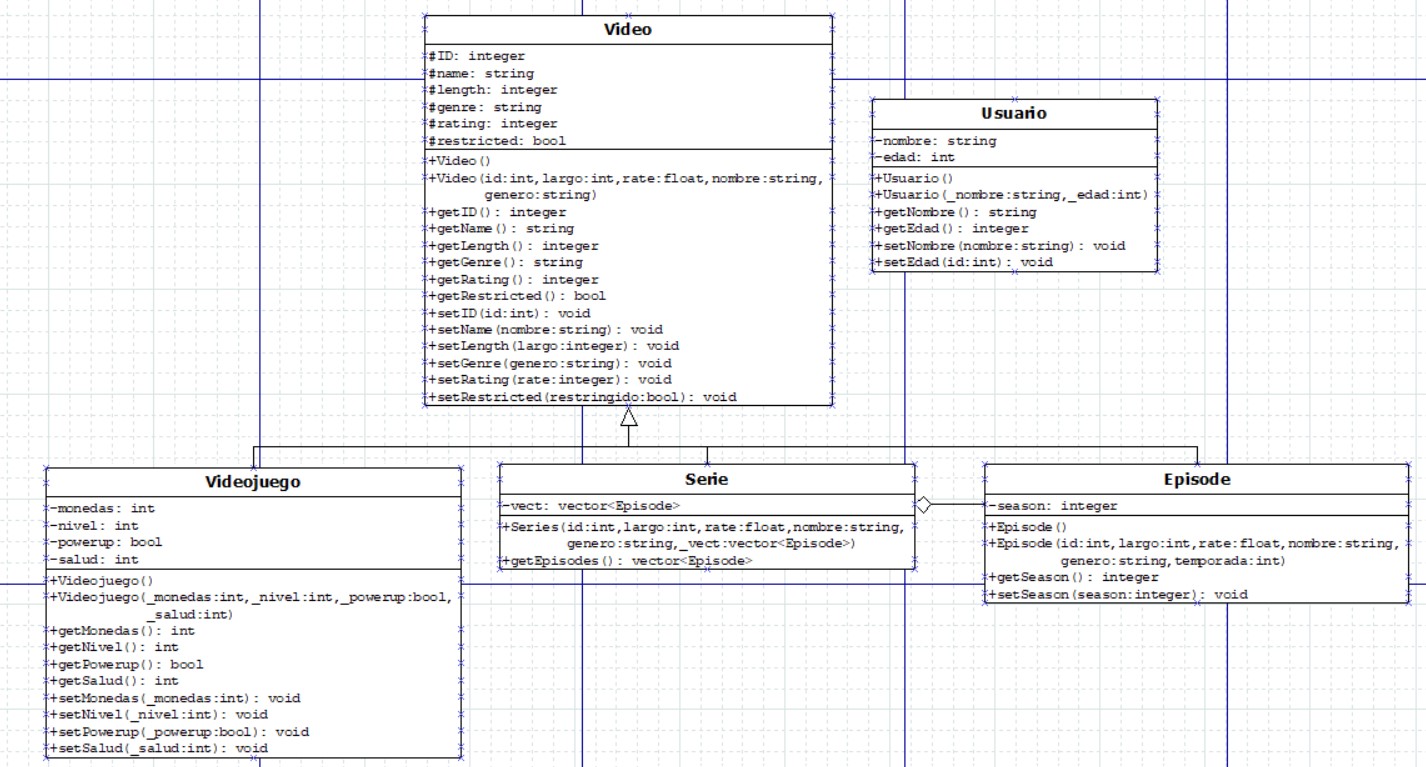 Video
#ID: integer
#name: string
#length: integer
#genre: string
#rating: integer
#restricted: bool
+Video()
+Video(id:int,largo:int,rate:float,nombre:string,
genero:string)
+getID(): integer
+getName(): string
+getLength(): integer
+getGenre(): string
+getRating(): integer
+getRestricted(): bool
+setID(id:int): void
+setName(nombre:string): void
+setLength(largo:integer): void
+setGenre(genero:string): void
+setRating(rate:integer): void
+setRestricted(restringido:bool): void
Usuario
-nombre: string
-edad: int
+Usuario()
+Usuario(_nombre:string,_edad:int)
+getNombre(): string
+getEdad(): integer
+setNombre(nombre:string): void
+setEdad(id:int): void
Videojuego
-monedas: int
-nivel: int
-powerup: bool
-salud: int
+Videojuego()
+Videojuego(_monedas:int,_nivel:int,_powerup:bool,
_salud:int)
+getMonedas(): int
+getNivel(): int
+getPowerup(): bool
+getSalud(): int
+setMonedas(_monedas:int): void
+setNivel(_nivel:int): void
+setPowerup(_powerup:bool): void
+setSalud(_salud:int): void
Serie
-vect: vector<Episode>
+Series(id:int,largo:int,rate:float,nombre:string,
genero:string,_vect:vector<Episode>)
+getEpisodes(): vector<Episode>
Episode
-season: integer
+Episode()
+Episode(id:int,largo:int,rate:float,nombre:string,
genero:string,temporada:int)
+getSeason(): integer
+setSeason(season:integer): void